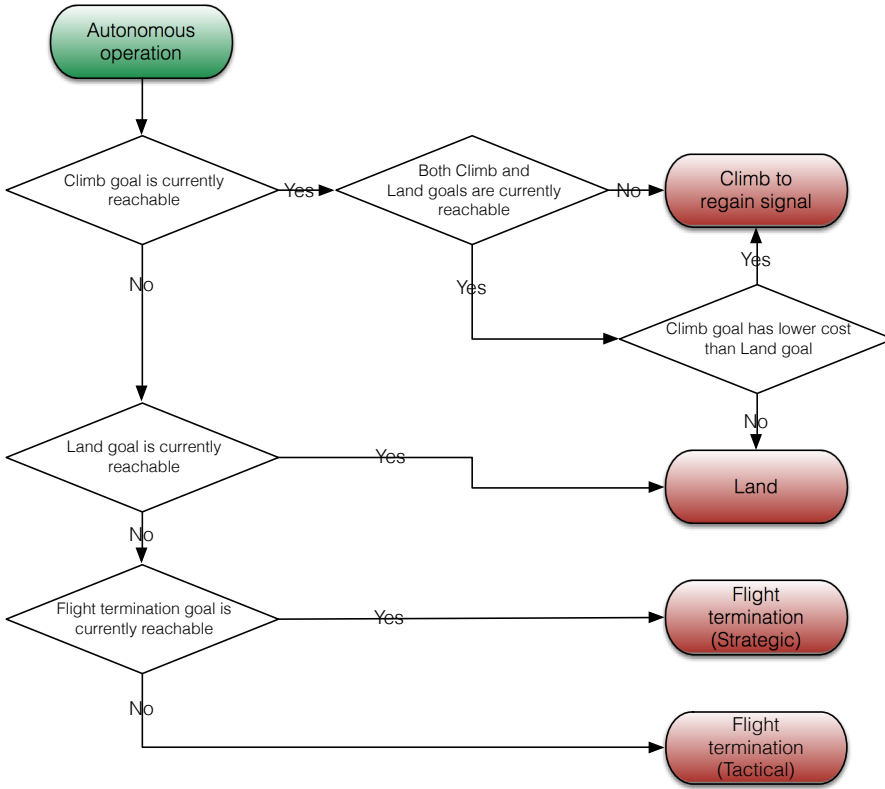 Autonomous
operation
Climb goal is currently
reachable
Yes
Both Climb and
Land goals are currently
reachable
No
Climb to
regain signal
No
Yes
Yes
Climb goal has lower cost
than Land goal
No
Land goal is currently
reachable
Yes
Land
No
Flight termination goal is
currently reachable
Yes
Flight
termination
(Strategic)
No
Flight
termination
(Tactical)